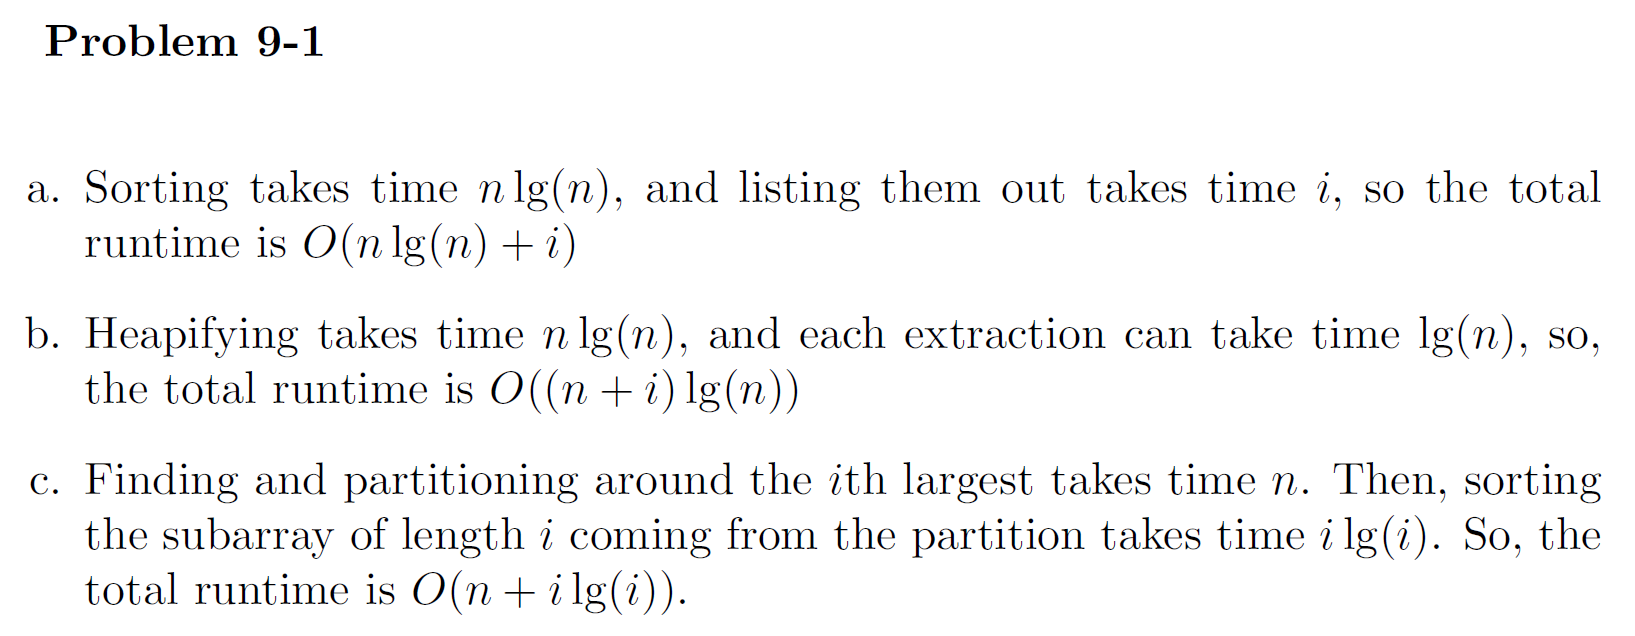 Problem 9-1
a. Sorting takes time n lg(n), and listing them out takes time i, so the total
runtime is O(n lg(n) + i)
b. Heapifying takes time n lg(n), and each extraction can take time lg(n), so,
the total runtime is O((n + i) lg(n))
c. Finding and partitioning around the ith largest takes time n. Then, sorting
the subarray of length i coming from the partition takes time i lg(i). So, the
total runtime is O(n + i lg(i)).